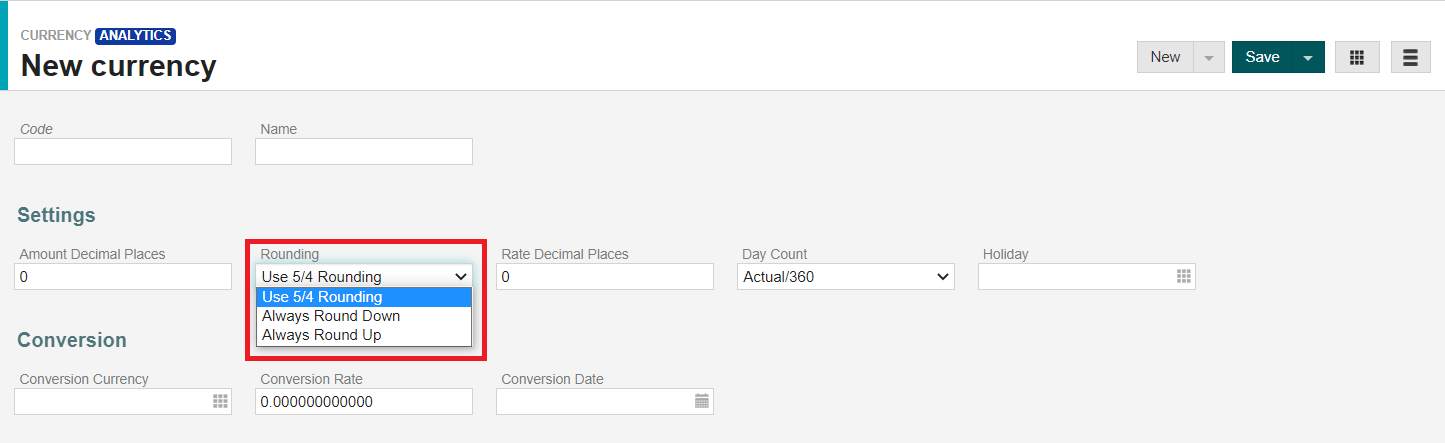 CURRENCY ANALYTICS
New currency
New
Save
Code
Name
Settings
Amount Decimal Places
0
Rounding
Use 5/4 Rounding
Use 5/4 Rounding
Always Round Down
Always Round Up
Rate Decimal Places
0
Day Count
Actual/360
Holiday
Conversion
Conversion Currency
Conversion Rate
0.000000000000
Conversion Date